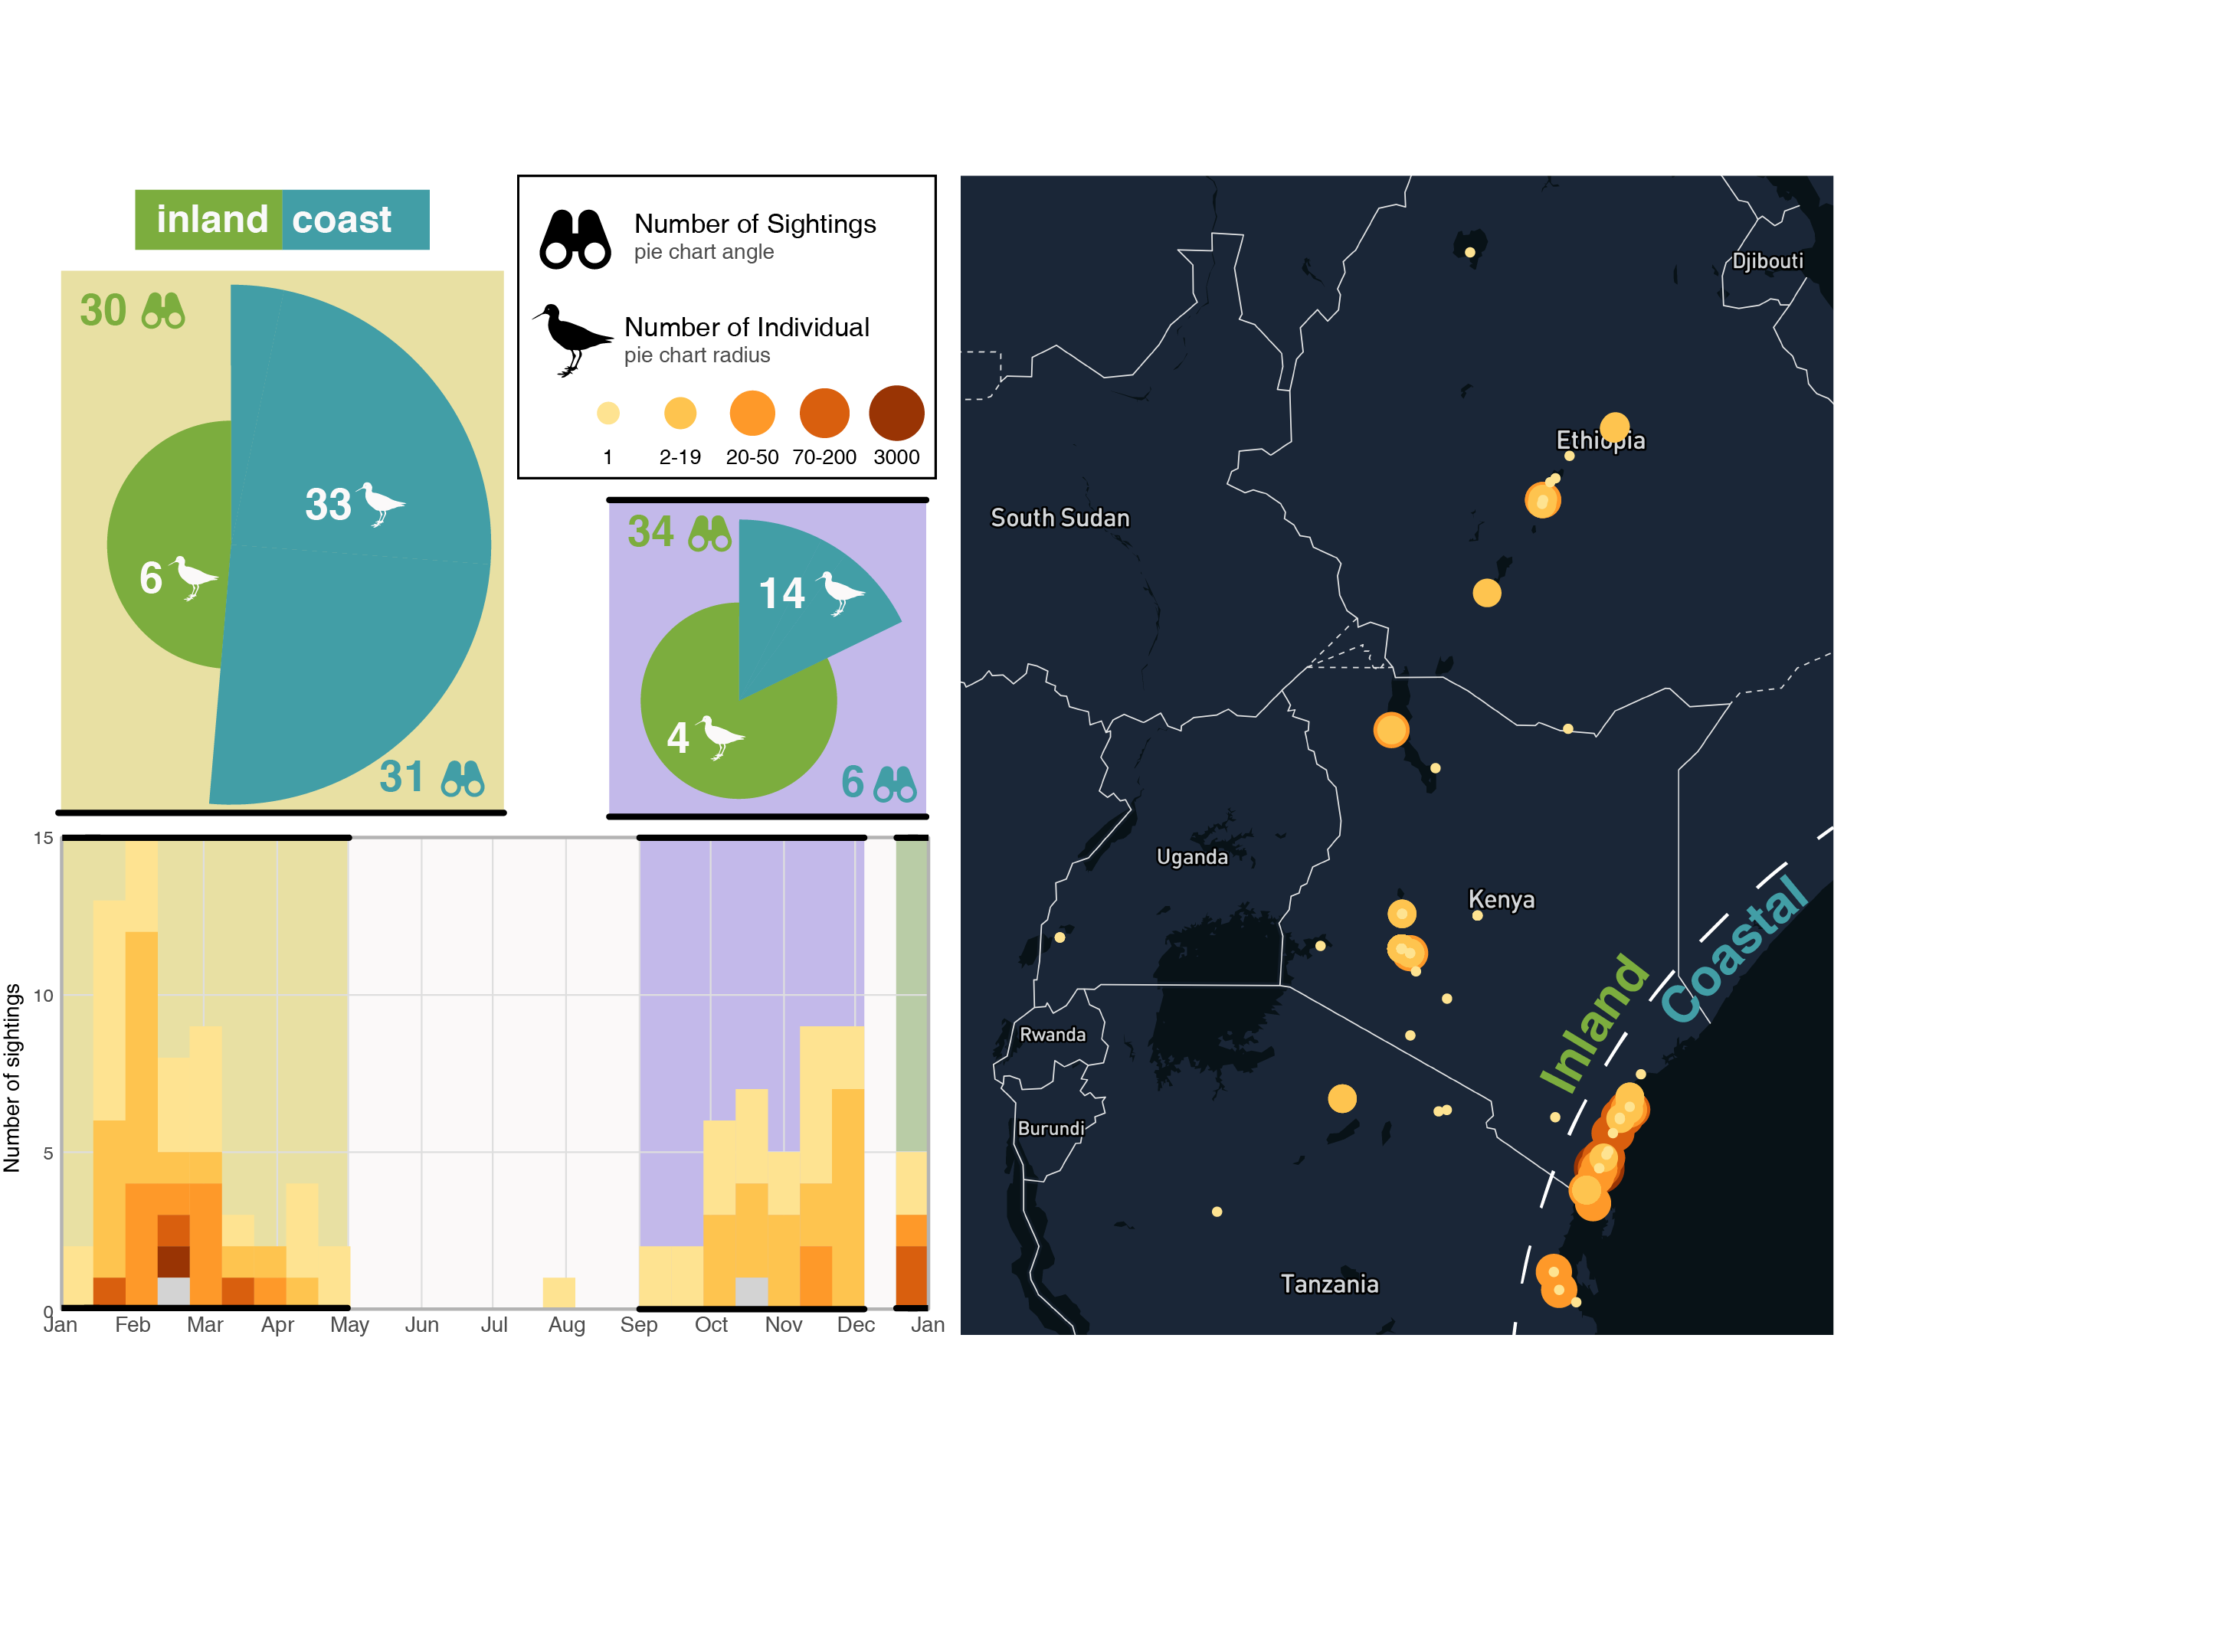 inland coast
30
33
6
31
Number of Sightings
pie chart angle
Number of Individual
pie chart radius
1 2-19 20-50 70-200 3000
34
14
4
6
Number of sightings
15
10
5
0
Jan Feb Mar Apr May Jun Jul Aug Sep Oct Nov Dec Jan
Djibouti
Ethiopia
South Sudan
Uganda
Kenya
Rwanda
Burundi
Tanzania
Inland
Coastal